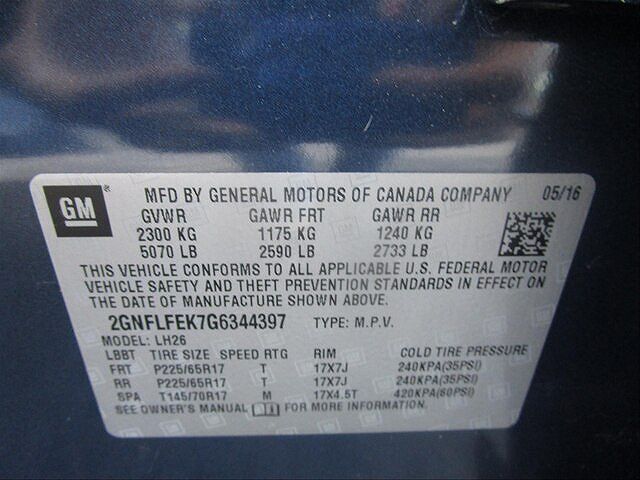 GM ® MFD BY GENERAL MOTORS OF CANADA COMPANY 05/16
GVWR GAWR FRT GAWR RR
2300 KG 1175 KG 1240 KG
5070 LB 2590 LB 2733 LB
THIS VEHICLE CONFORMS TO ALL APPLICABLE U.S. FEDERAL MOTOR
VEHICLE SAFETY AND THEFT PREVENTION STANDARDS IN EFFECT ON
THE DATE OF MANUFACTURE SHOWN ABOVE.
2GNFLFEK7G6344397 TYPE: M.P.V.
MODEL: LH26
LBBT TIRE SIZE SPEED RTG RIM COLD TIRE PRESSURE
FRT P225/65R17 T 17X7J 240KPA(35PSI)
RR P225/65R17 T 17X7J 240KPA(35PSI)
SPA T145/70R17 M 17X4.5T 420KPA(60PSI)
SEE OWNER'S MANUAL FOR MORE INFORMATION.